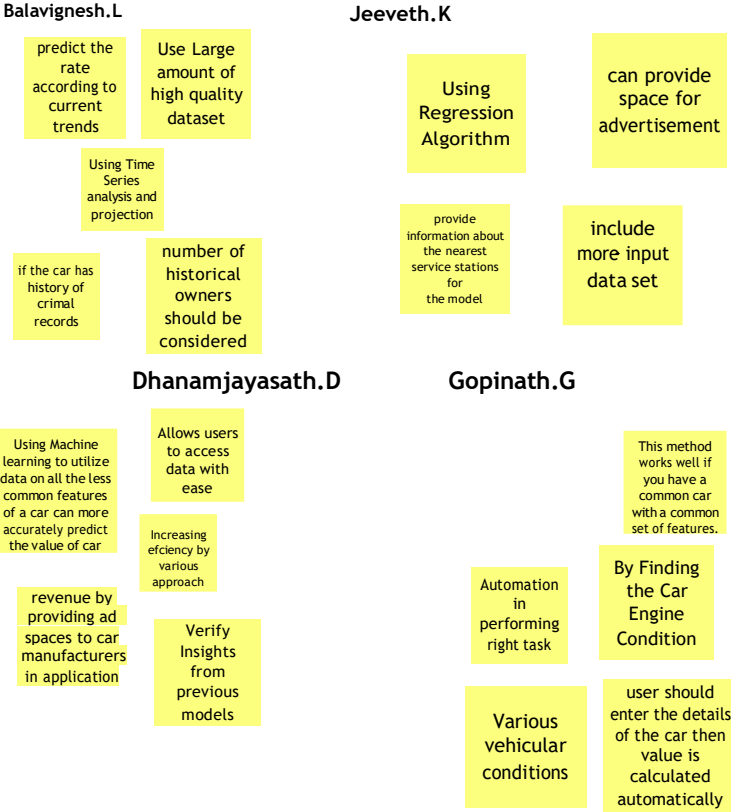 Balavignesh.L
predict the
rate
according to
current
trends
Use Large
amount of
high quality
dataset
Using Time
Series
analysis and
projection
if the car has
history of
crimal
records
number of
historical
owners
should be
considered
Jeeveth.K
Using
Regression
Algorithm
can provide
space for
advertisement
provide
information about
the nearest
service stations
for
the model
include
more input
data set
Dhanamjayasath.D
Using Machine
learning to utilize
data on all the less
common features
of a car can more
accurately predict
the value of car
Allows users
to access
data with
ease
Increasing
efciency by
various
approach
revenue by
providing ad
spaces to car
manufacturers
in application
Verify
Insights
from
previous
models
Gopinath.G
This method
works well if
you have a
common car
with a common
set of features.
Automation
in
performing
right task
By Finding
the Car
Engine
Condition
Various
vehicular
conditions
user should
enter the details
of the car then
value is
calculated
automatically